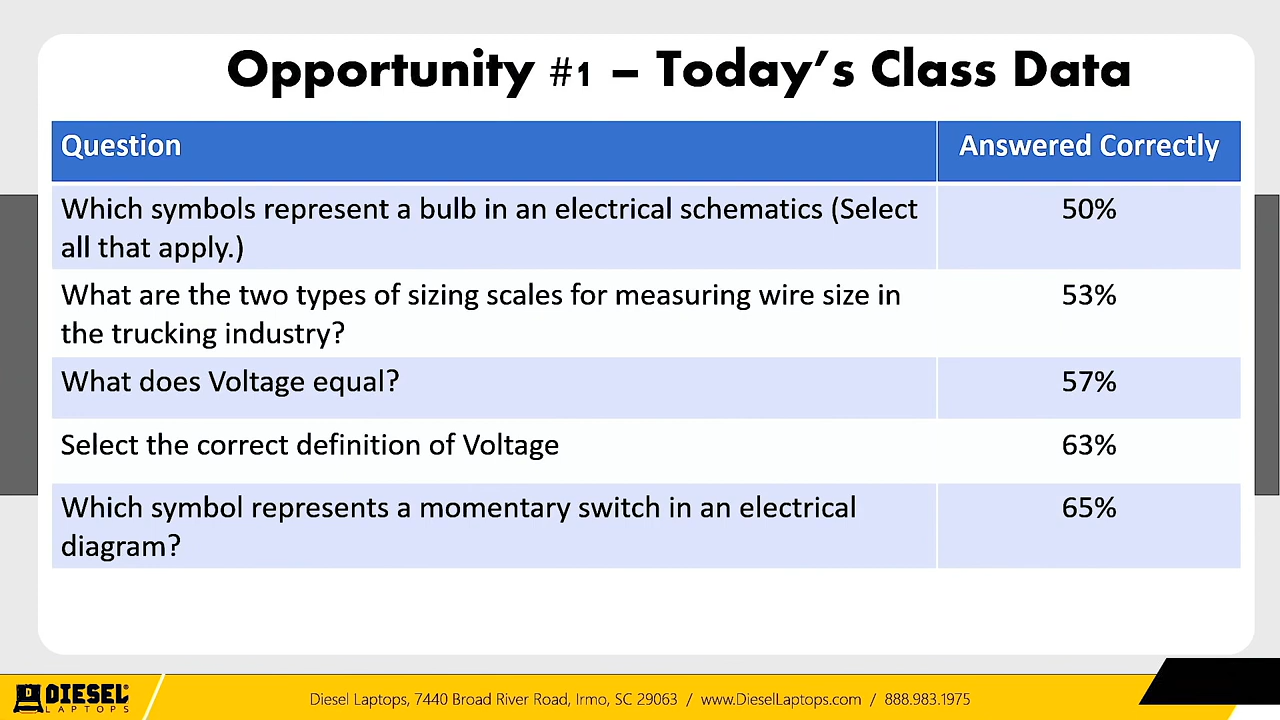 Opportunity #1 – Today's Class Data
Question
Answered Correctly
Which symbols represent a bulb in an electrical schematics (Select
all that apply.)
50%
What are the two types of sizing scales for measuring wire size in
the trucking industry?
53%
What does Voltage equal?
57%
Select the correct definition of Voltage
63%
Which symbol represents a momentary switch in an electrical
diagram?
65%
DIESEL
LAPTOPS
Diesel Laptops, 7440 Broad River Road, Irmo, SC 29063 / www.DieselLaptops.com / 888.983.1975